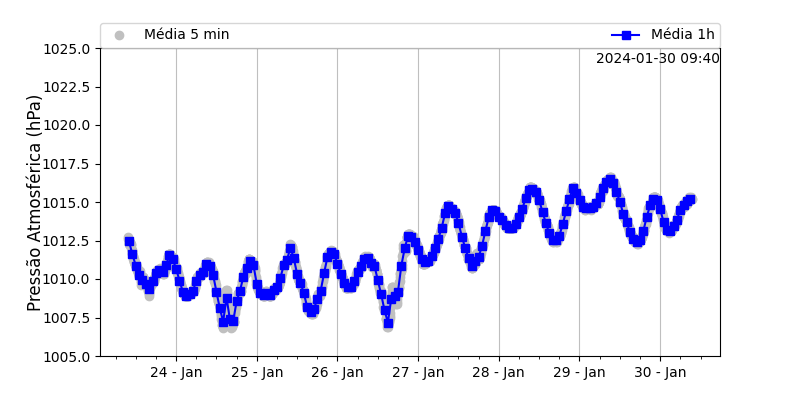 Média 5 min
Média 1h
2024-01-30 09:40
Pressão Atmosférica (hPa)
1025.0
1022.5
1020.0
1017.5
1015.0
1012.5
1010.0
1007.5
1005.0
24 - Jan
25 - Jan
26 - Jan
27 - Jan
28 - Jan
29 - Jan
30 - Jan